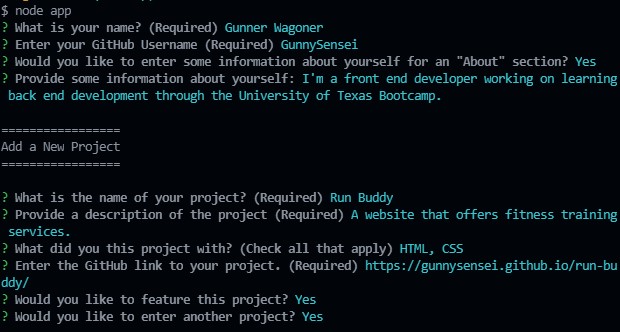 $ node app
? What is your name? (Required) Gunner Wagoner
? Enter your GitHub Username (Required) GunnySensei
? Would you like to enter some information about yourself for an "About" section? Yes
? Provide some information about yourself: I'm a front end developer working on learning
back end development through the University of Texas Bootcamp.
=================
Add a New Project
=================
? What is the name of your project? (Required) Run Buddy
? Provide a description of the project (Required) A website that offers fitness training
services.
? What did you this project with? (Check all that apply) HTML, CSS
? Enter the GitHub link to your project. (Required) https://gunnysensei.github.io/run-bu
ddy/
? Would you like to feature this project? Yes
? Would you like to enter another project? Yes